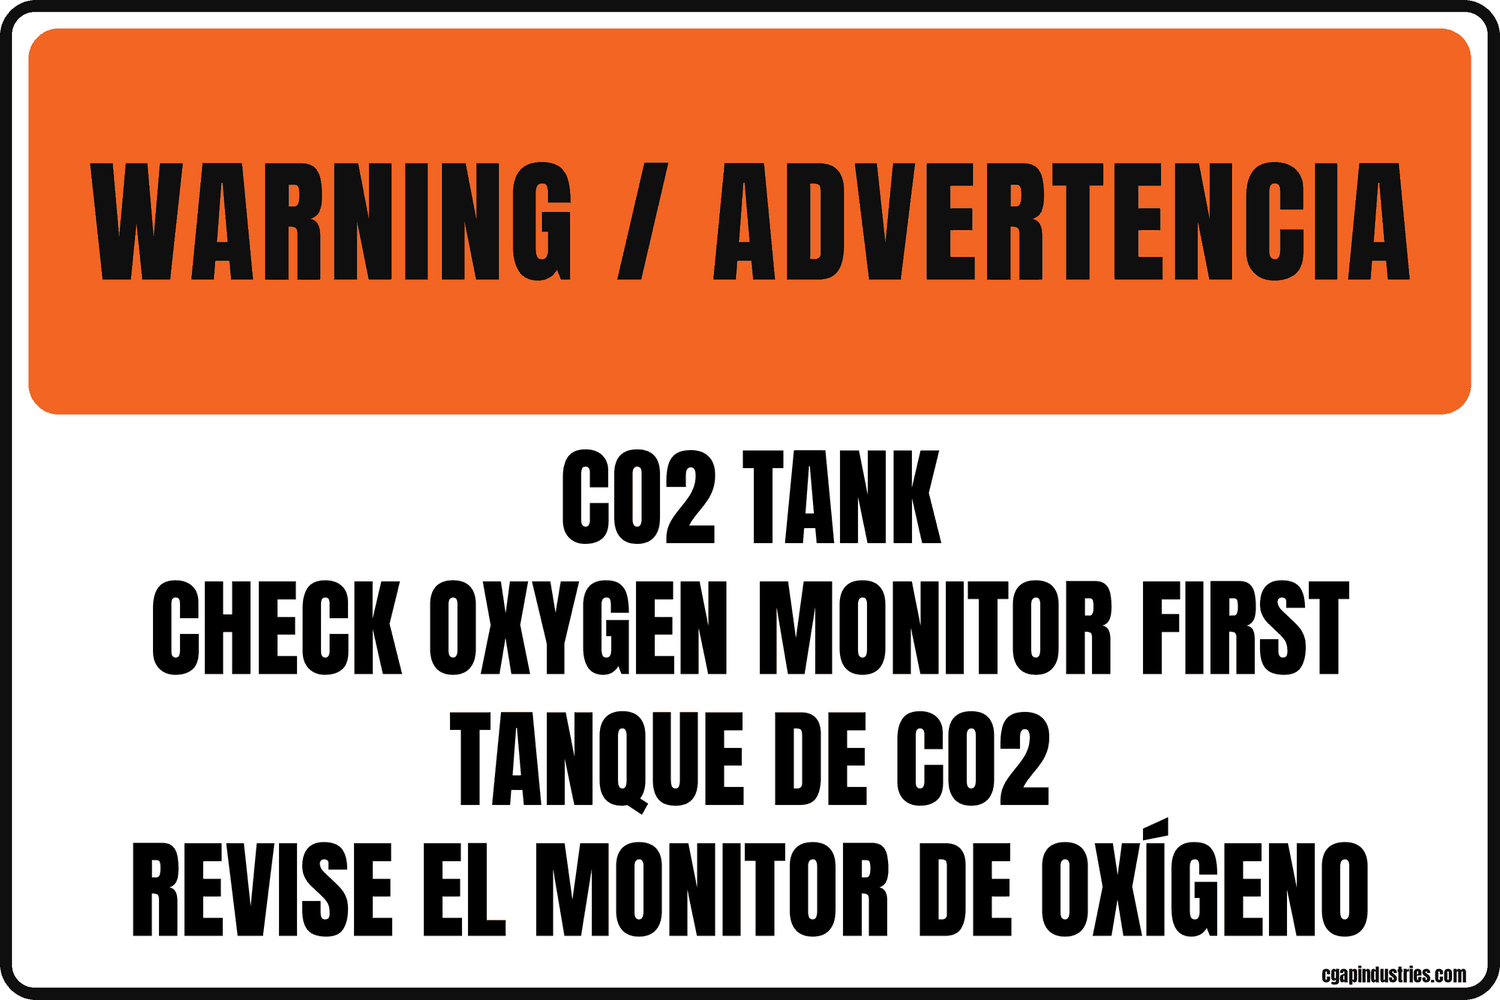 WARNING / ADVERTENCIA
CO2 TANK
CHECK OXYGEN MONITOR FIRST
TANQUE DE CO2
REVISE EL MONITOR DE OXÍGENO
cgapindustries.com